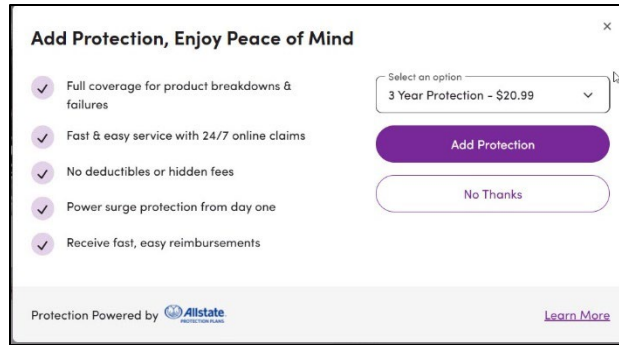 Add Protection, Enjoy Peace of Mind
Full coverage for product breakdowns &
failures
Fast & easy service with 24/7 online claims
No deductibles or hidden fees
Power surge protection from day one
Receive fast, easy reimbursements
Select an option
3 Year Protection - $20.99
Add Protection
No Thanks
Protection Powered by Allstate
PROTECTION PLANS
Learn More